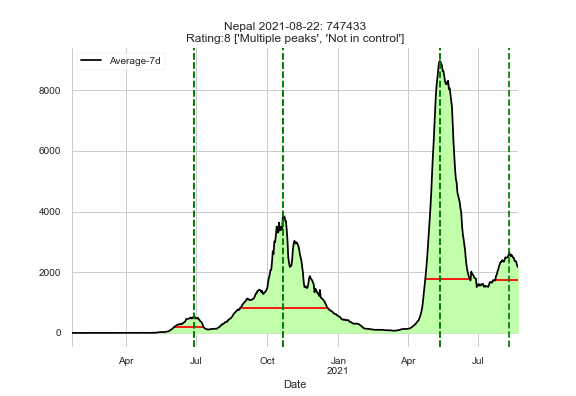 Nepal 2021-08-22: 747433
Rating:8 ['Multiple peaks', 'Not in control']
Average-7d
8000
6000
4000
2000
0
Apr
Jul
Oct
Jan
2021
Apr
Jul
Date